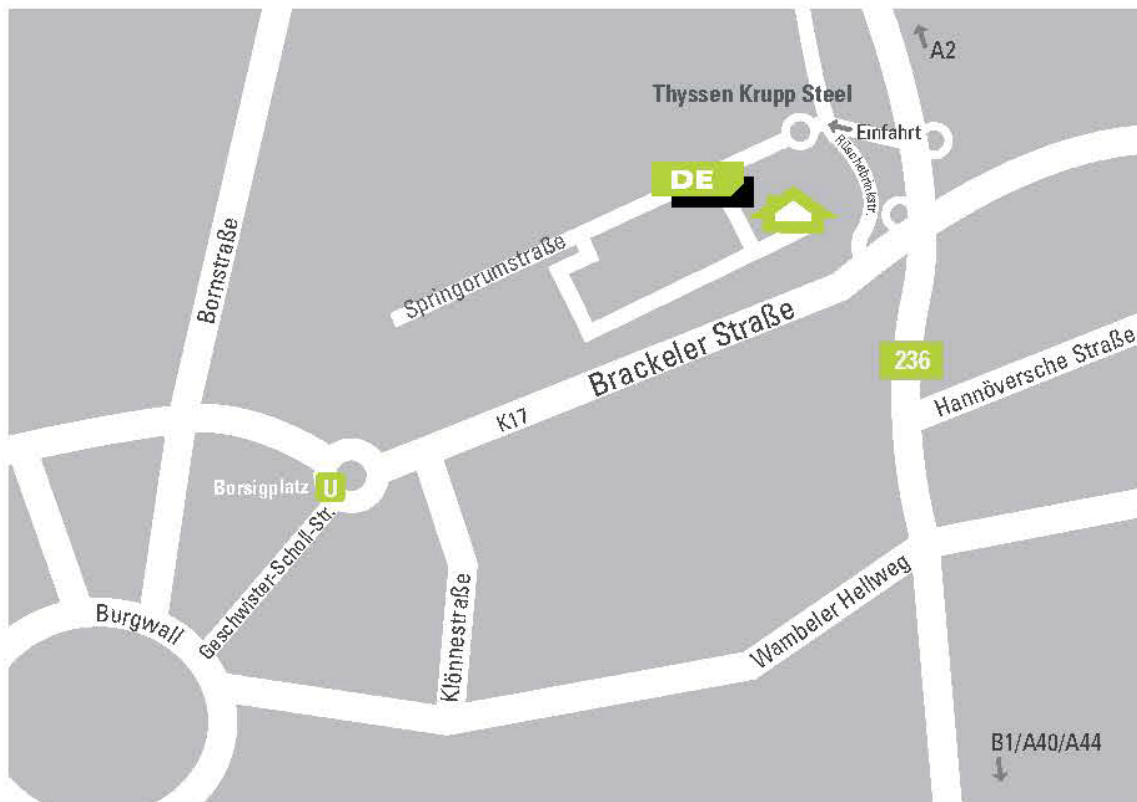 A2
Thyssen Krupp Steel
Einfahrt
Rüschebrinkstr.
DE
Bornstraße
Springorumstraße
Brackeler Straße
236
Hannöversche Straße
K17
Borsigplatz
U
Geschwister-Scholl-Str.
Klönnestraße
Wambeler Hellweg
Burgwall
B1/A40/A44